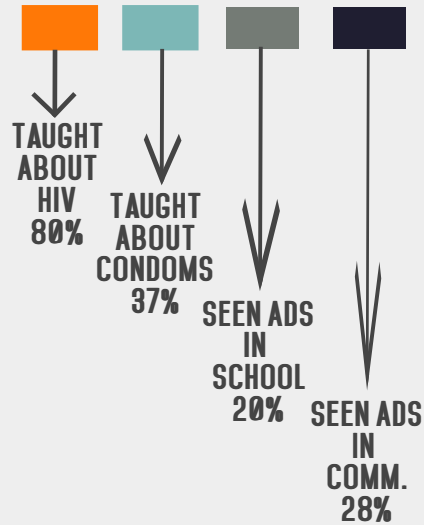 TAUGHT
ABOUT
HIV
80%
TAUGHT
ABOUT
CONDOMS
37%
SEEN ADS
IN
SCHOOL
20%
SEEN ADS
IN
COMM.
28%